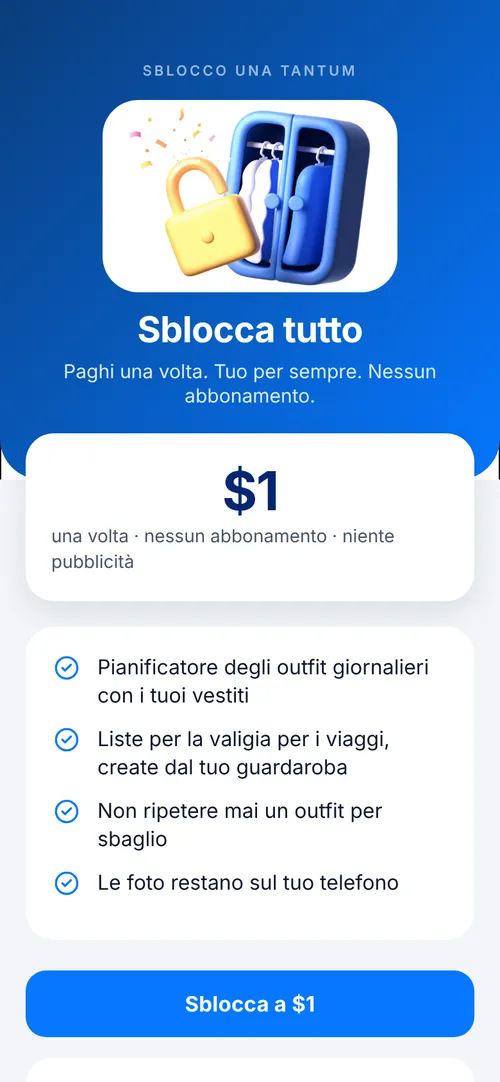 SBLOCCO UNA TANTUM
Sblocca tutto
Paghi una volta. Tuo per sempre. Nessun
abbonamento.
$1
una volta · nessun abbonamento · niente
pubblicità
Pianificatore degli outfit giornalieri
con i tuoi vestiti
Liste per la valigia per i viaggi,
create dal tuo guardaroba
Non ripetere mai un outfit per
sbaglio
Le foto restano sul tuo telefono
Sblocca a $1